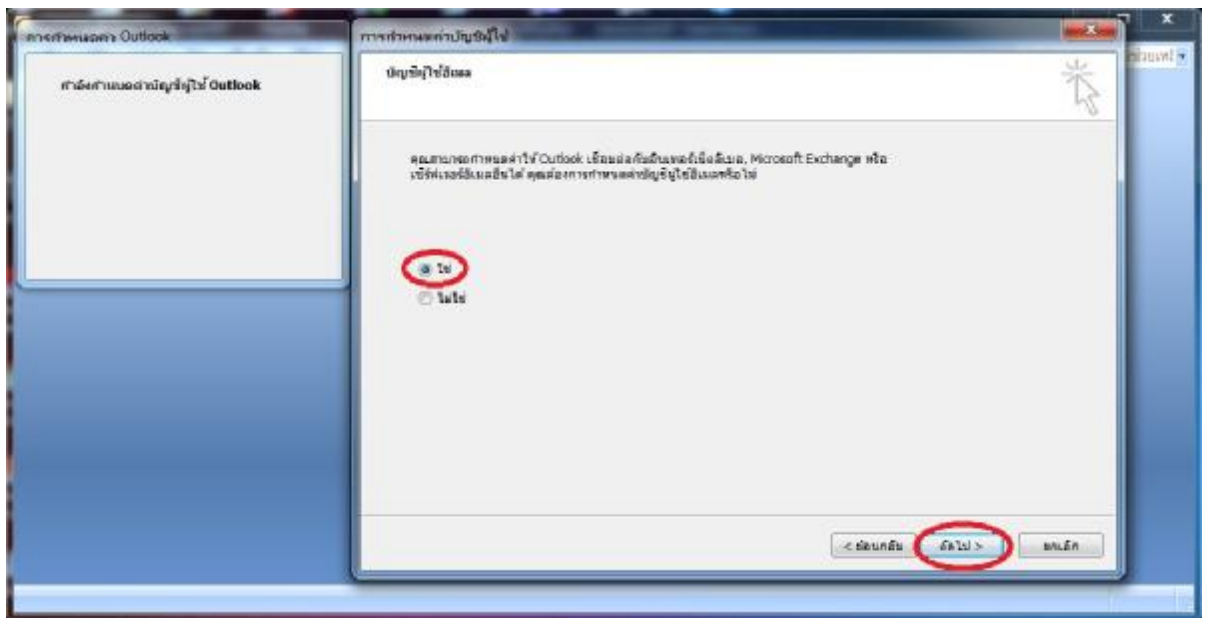 การกำหนดค่า Outlook
กำลังกำหนดค่าบัญชีผู้ใช้ Outlook
การกำหนดค่าบัญชีผู้ใช้
บัญชีผู้ใช้อีเมล
คุณสามารถกำหนดค่าให้ Outlook เชื่อมต่อกับอินเทอร์เน็ตอีเมล, Microsoft Exchange หรือ
เซิร์ฟเวอร์อีเมลอื่นได้ คุณต้องการกำหนดค่าบัญชีผู้ใช้อีเมลหรือไม่
ใช่
ไม่ใช่
< ย้อนกลับ
ถัดไป >
ยกเลิก